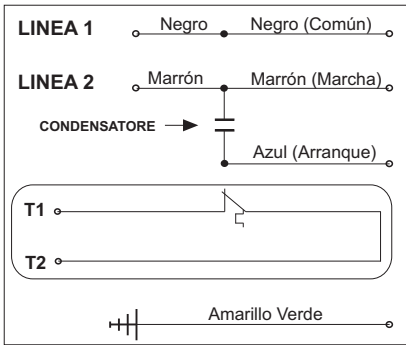 LINEA 1 Negro Negro (Común)
LINEA 2 Marrón Marrón (Marcha)
CONDENSATORE
Azul (Arranque)
T1
T2
Amarillo Verde